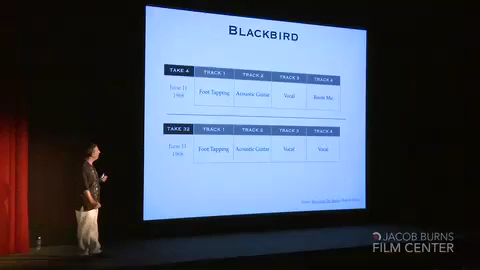 BLACKBIRD
TAKE 4 TRACK 1 TRACK 2 TRACK 3 TRACK 4
June 11 1968 Foot Tapping Acoustic Guitar Vocal Room Mic
TAKE 32 TRACK 1 TRACK 2 TRACK 3 TRACK 4
June 11 1968 Foot Tapping Acoustic Guitar Vocal Vocal
JACOB BURNS
FILM CENTER